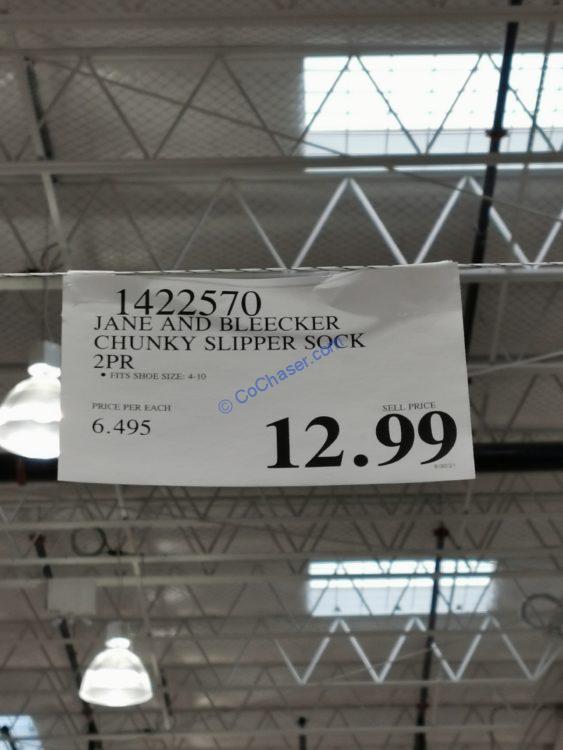 1422570
JANE AND BLEECKER
CHUNKY SLIPPER SOCK
2PR
• FITS SHOE SIZE: 4-10
© CoChaser.com
PRICE PER EACH
SELL PRICE
6.495
12.99